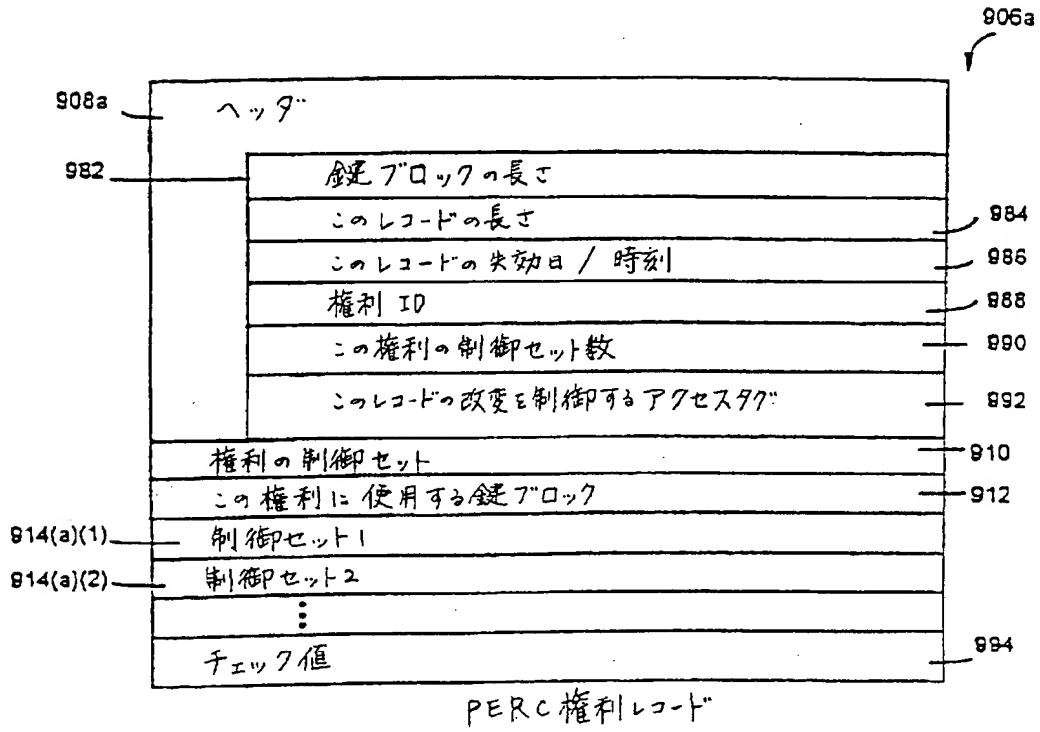 906a
908a ヘッダ
982 鍵ブロックの長さ
このレコードの長さ 984
このレコードの失効日 / 時刻 986
権利 ID 988
この権利の制御セット数 990
このレコードの改変を制御するアクセスタグ 992
権利の制御セット 910
この権利に使用する鍵ブロック 912
914(a)(1) 制御セット1
914(a)(2) 制御セット2
チェック値 994
PERC権利レコード